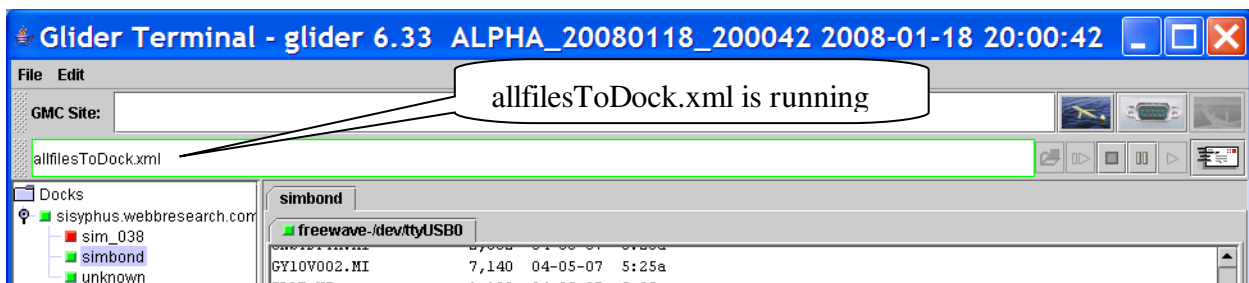 Glider Terminal - glider 6.33 ALPHA_20080118_200042 2008-01-18 20:00:42
File Edit
allfilesToDock.xml is running
GMC Site:
allfilesToDock.xml
Docks
simbond
sisyphus.webbresearch.com
freewave-/dev/ttyUSB0
sim_038
simbond
GY10V002.MI 7,140 04-05-07 5:25a
unknown